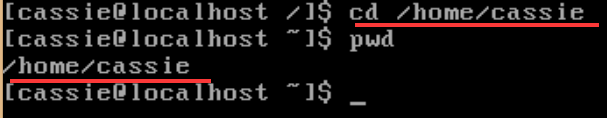 [cassie@localhost /]$ cd /home/cassie
[cassie@localhost ~]$ pwd
/home/cassie
[cassie@localhost ~]$ _